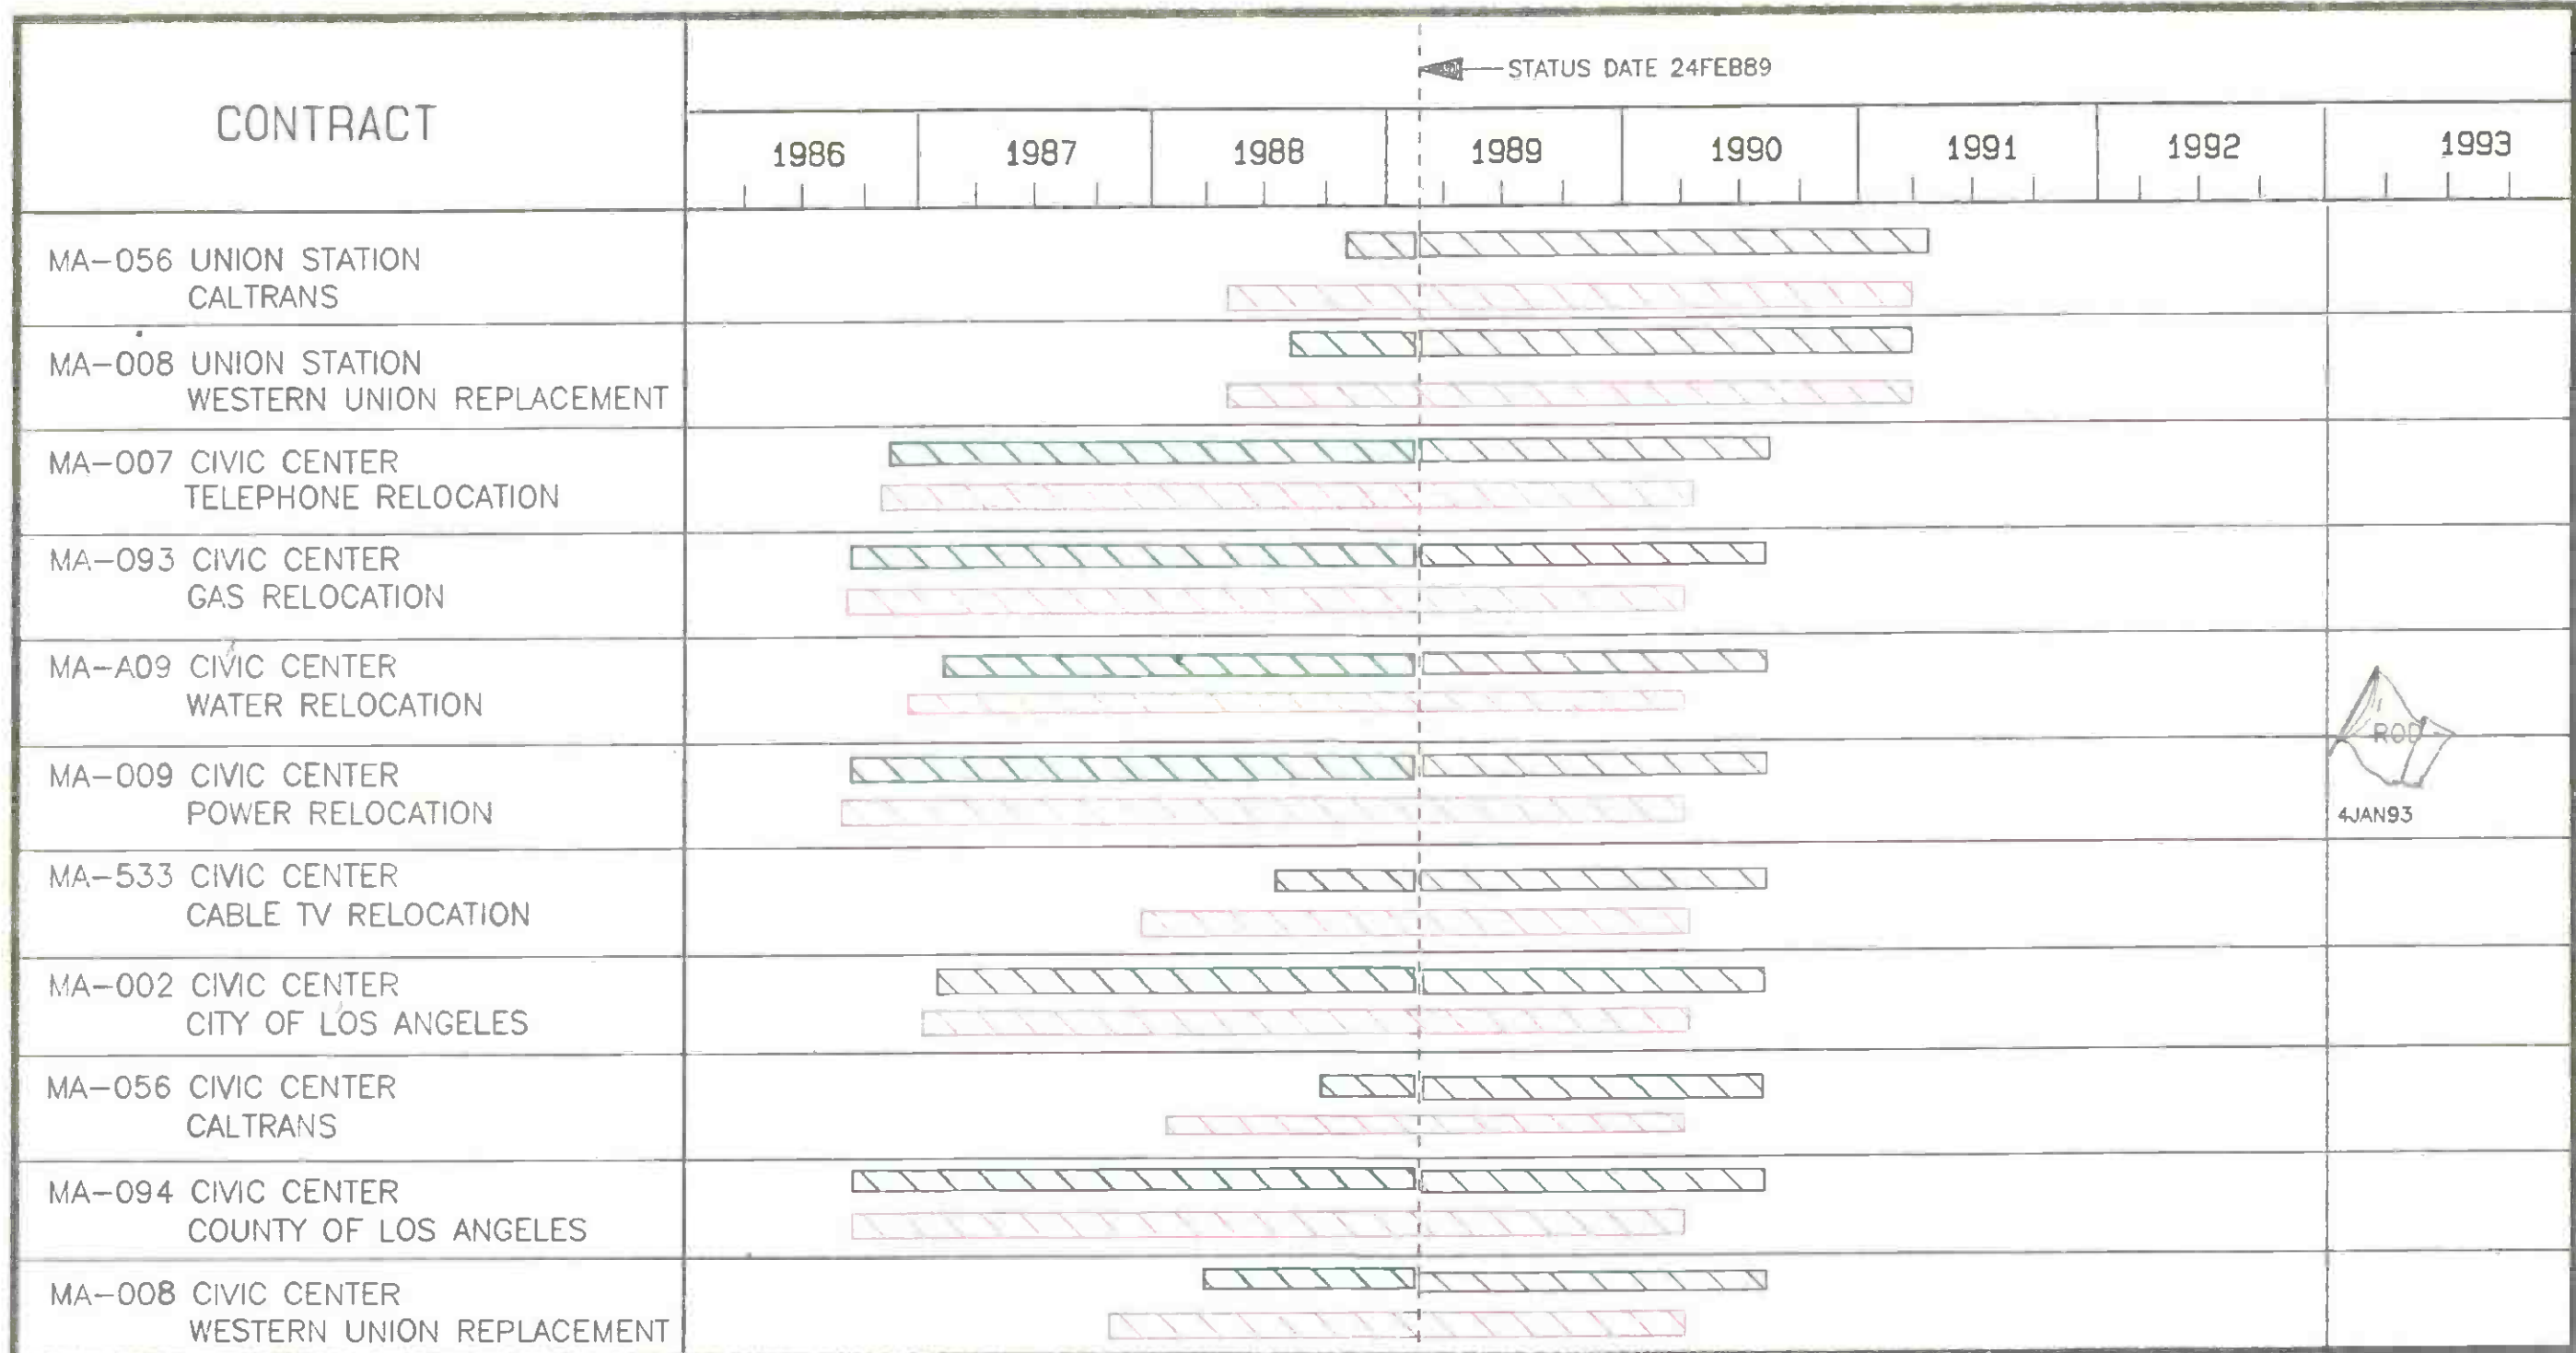 STATUS DATE 24FEB89
CONTRACT
1986 1987 1988 1989 1990 1991 1992 1993
MA-056 UNION STATION
CALTRANS
MA-008 UNION STATION
WESTERN UNION REPLACEMENT
MA-007 CIVIC CENTER
TELEPHONE RELOCATION
MA-093 CIVIC CENTER
GAS RELOCATION
MA-A09 CIVIC CENTER
WATER RELOCATION
ROD
MA-009 CIVIC CENTER
POWER RELOCATION
4JAN93
MA-533 CIVIC CENTER
CABLE TV RELOCATION
MA-002 CIVIC CENTER
CITY OF LOS ANGELES
MA-056 CIVIC CENTER
CALTRANS
MA-094 CIVIC CENTER
COUNTY OF LOS ANGELES
MA-008 CIVIC CENTER
WESTERN UNION REPLACEMENT